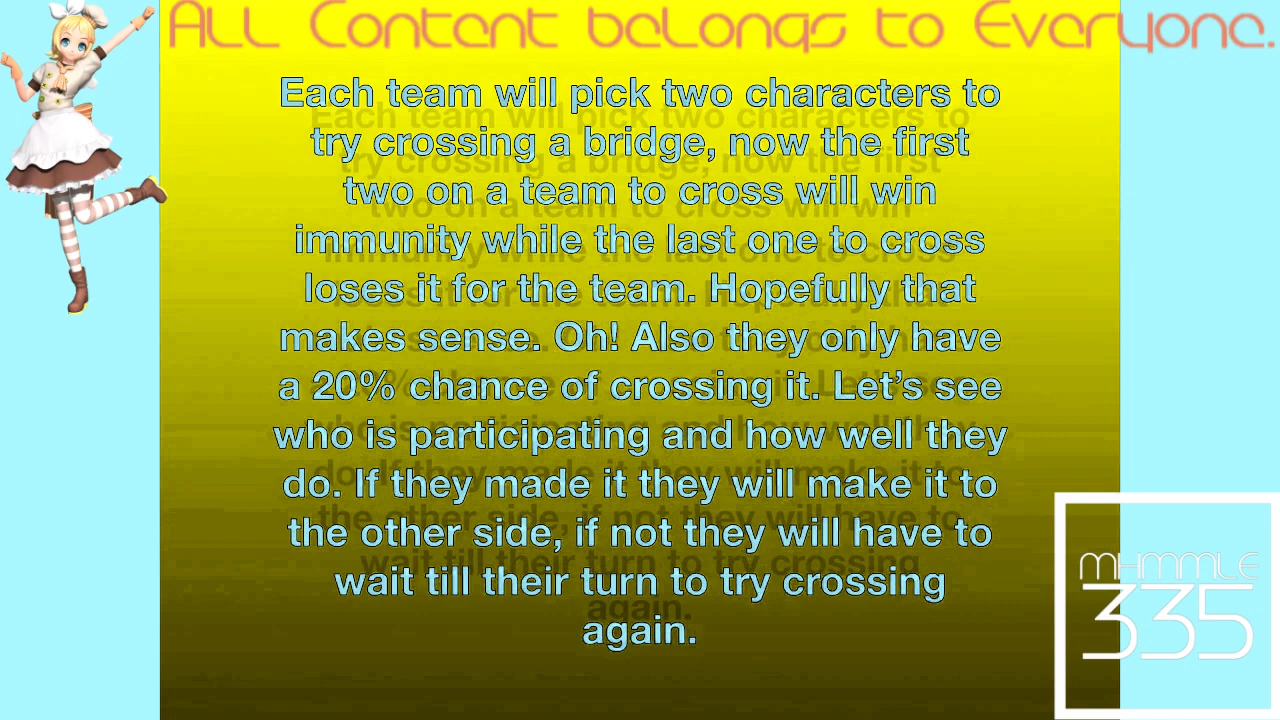 ALL Content belongs to Everyone.
Each team will pick two characters to
try crossing a bridge, now the first
two on a team to cross will win
immunity while the last one to cross
loses it for the team. Hopefully that
makes sense. Oh! Also they only have
a 20% chance of crossing it. Let’s see
who is participating and how well they
do. If they made it they will make it to
the other side, if not they will have to
wait till their turn to try crossing
again.
MHMMLE
335